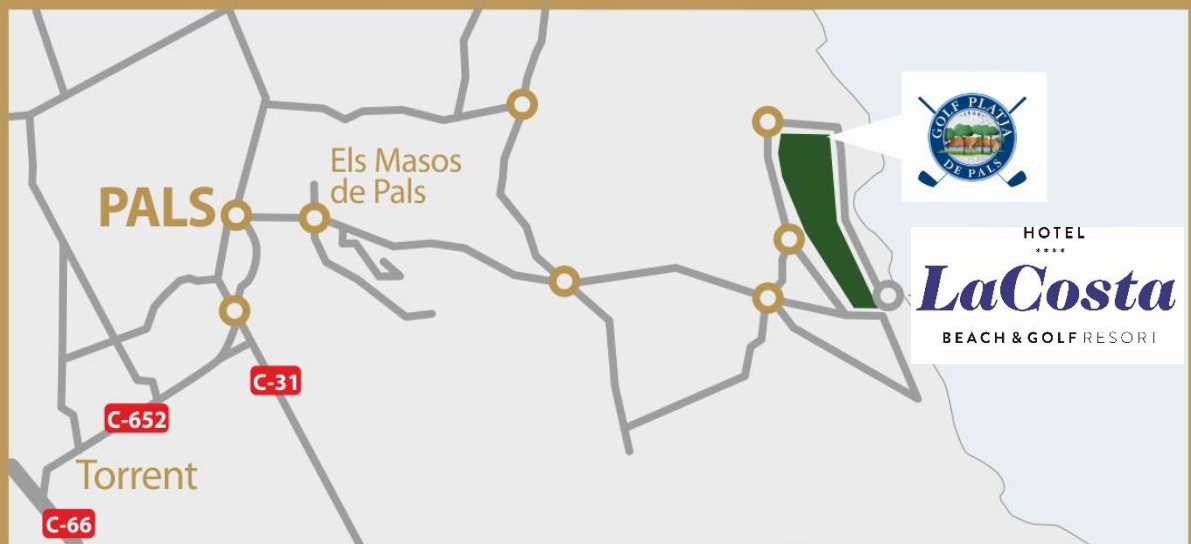 Els Masos
de Pals
PALS
GOLF PLATJA
DE PALS
HOTEL
****
LaCosta
BEACH & GOLF RESORT
C-31
C-652
Torrent
C-66